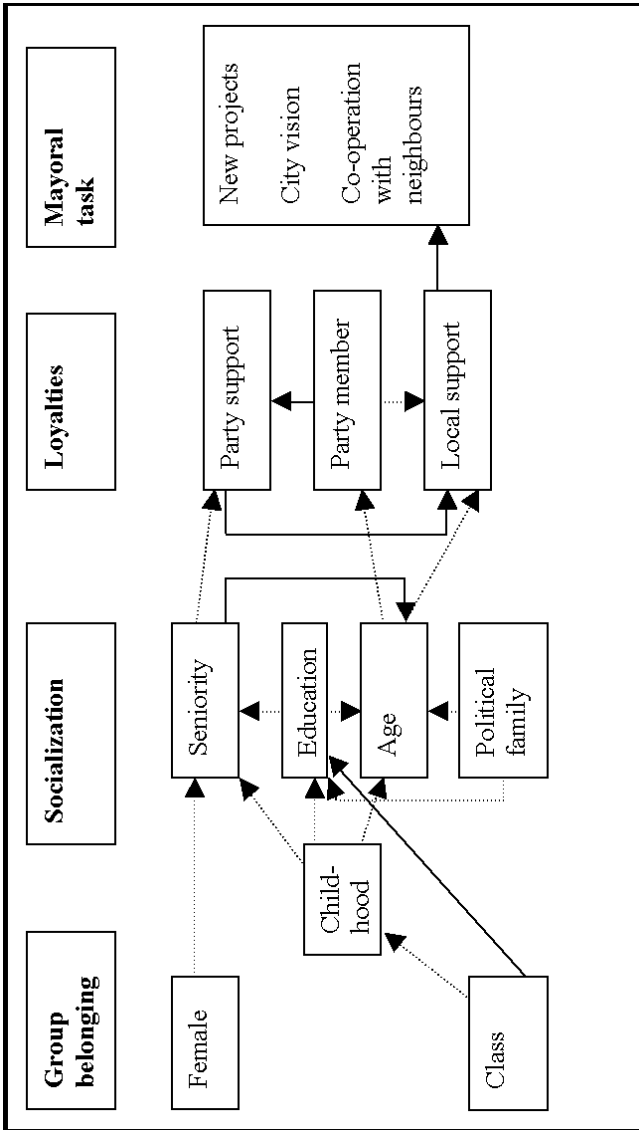 Group
belonging
Socialization
Loyalties
Mayoral
task
Female
Class
Child-
hood
Seniority
Education
Age
Political
family
Party support
Party member
Local support
New projects
City vision
Co-operation
with
neighbours